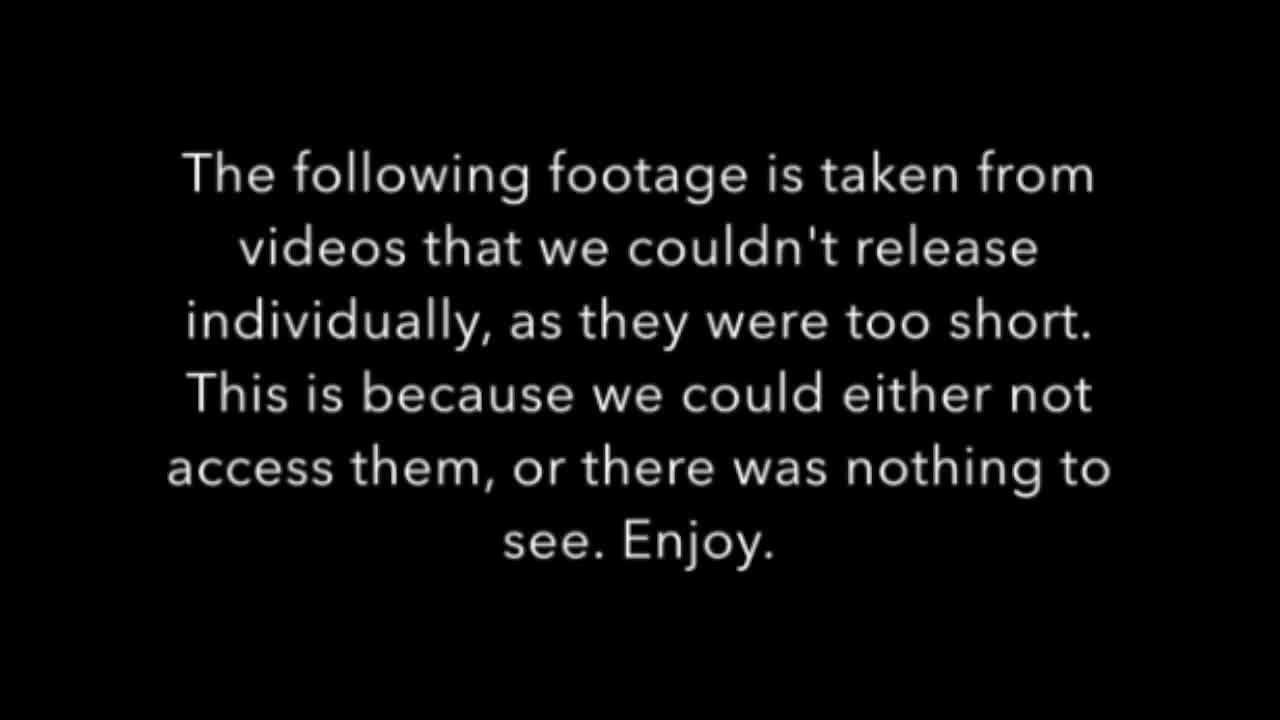 The following footage is taken from
videos that we couldn't release
individually, as they were too short.
This is because we could either not
access them, or there was nothing to
see. Enjoy.